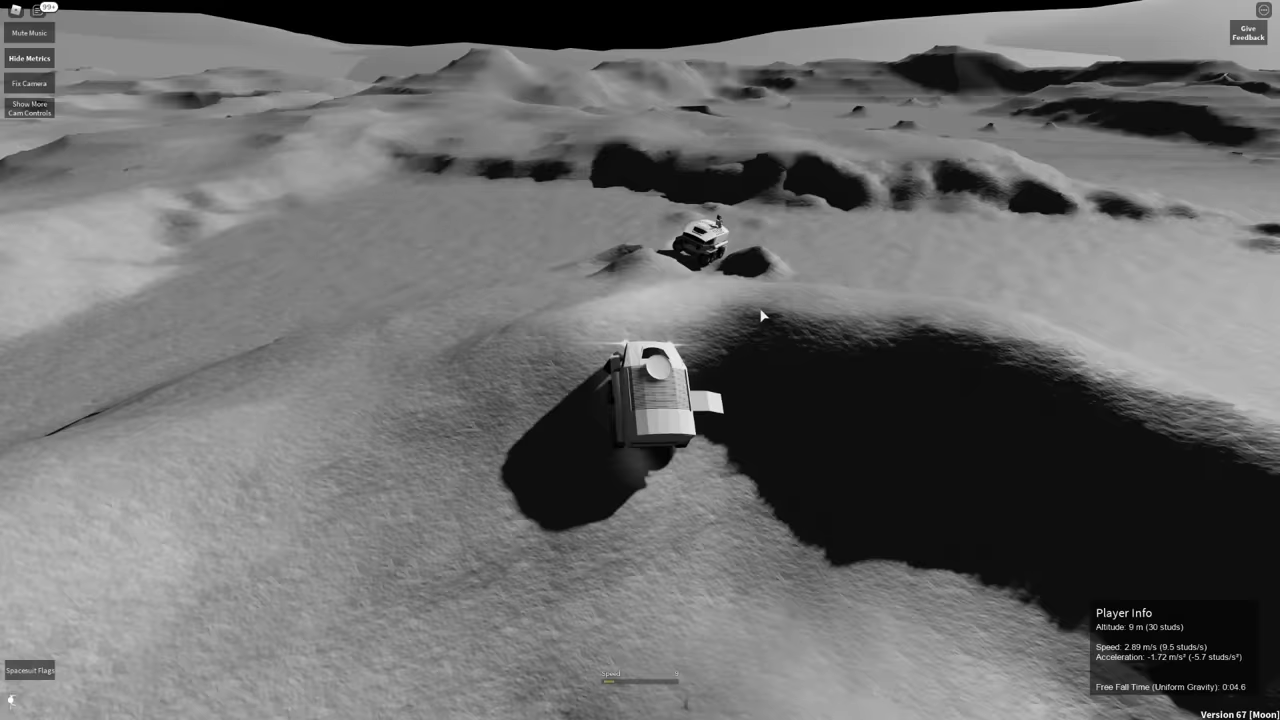 99+
Mute Music
Hide Metrics
Fix Camera
Show More
Cam Controls
Give
Feedback
Player Info
Altitude: 9 m (30 studs)
Speed: 2.89 m/s (9.5 studs/s)
Acceleration: -1.72 m/s² (-5.7 studs/s²)
Free Fall Time (Uniform Gravity): 0:04.6
Spacesuit Flags
Speed 9
Version 67 [Moon]